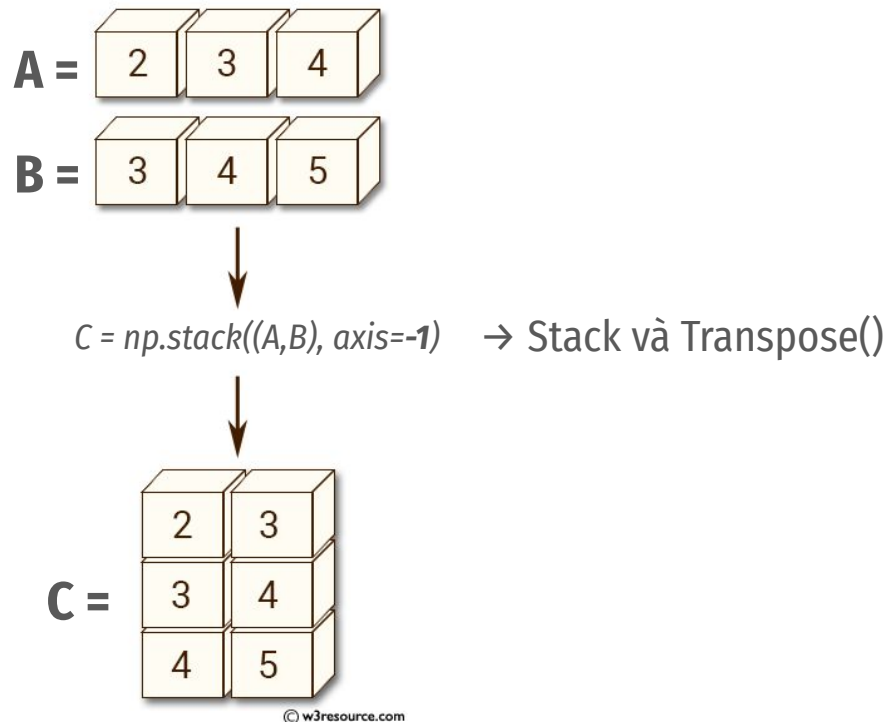 A = 2 3 4
B = 3 4 5
C = np.stack((A,B), axis=-1) → Stack và Transpose()
2 3
C = 3 4
4 5
© w3resource.com